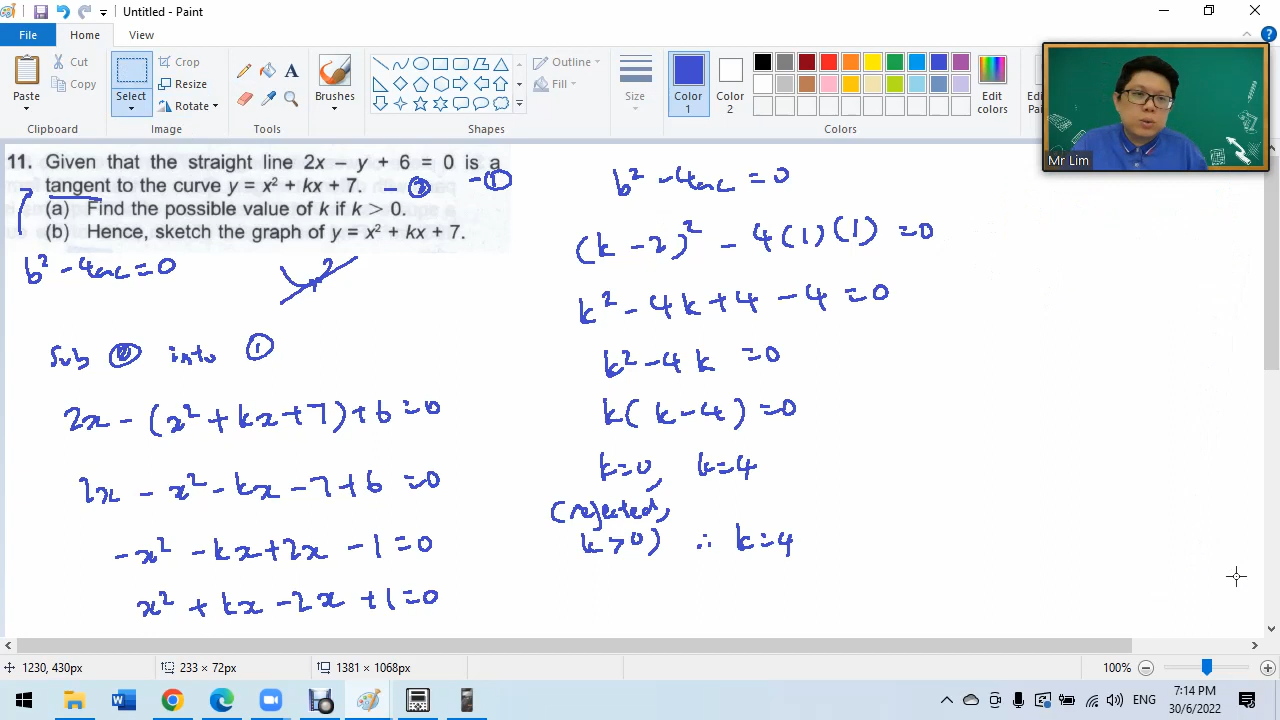 Untitled - Paint
File Home View
Paste
Cut
Copy
Clipboard
Select
Crop
Resize
Rotate
Image
Tools
Brushes
Outline
Fill
Shapes
Size
Color 1
Color 2
Edit colors
Colors
Mr Lim
11. Given that the straight line 2x – y + 6 = 0 is a
tangent to the curve y = x² + kx + 7. - ② - ①
(a) Find the possible value of k if k > 0.
(b) Hence, sketch the graph of y = x² + kx + 7.
b² - 4ac = 0
Sub ② into ①
2x - (x² + kx + 7) + 6 = 0
2x - x² - kx - 7 + 6 = 0
-x² - kx + 2x - 1 = 0
x² + kx - 2x + 1 = 0
b² - 4ac = 0
(k - 2)² - 4(1)(1) = 0
k² - 4k + 4 - 4 = 0
k² - 4k = 0
k(k - 4) = 0
k = 0, k = 4
(rejected,
k > 0) ∴ k = 4
1230, 430px 233 × 72px 1381 × 1068px 100%
ENG
7:14 PM
30/6/2022